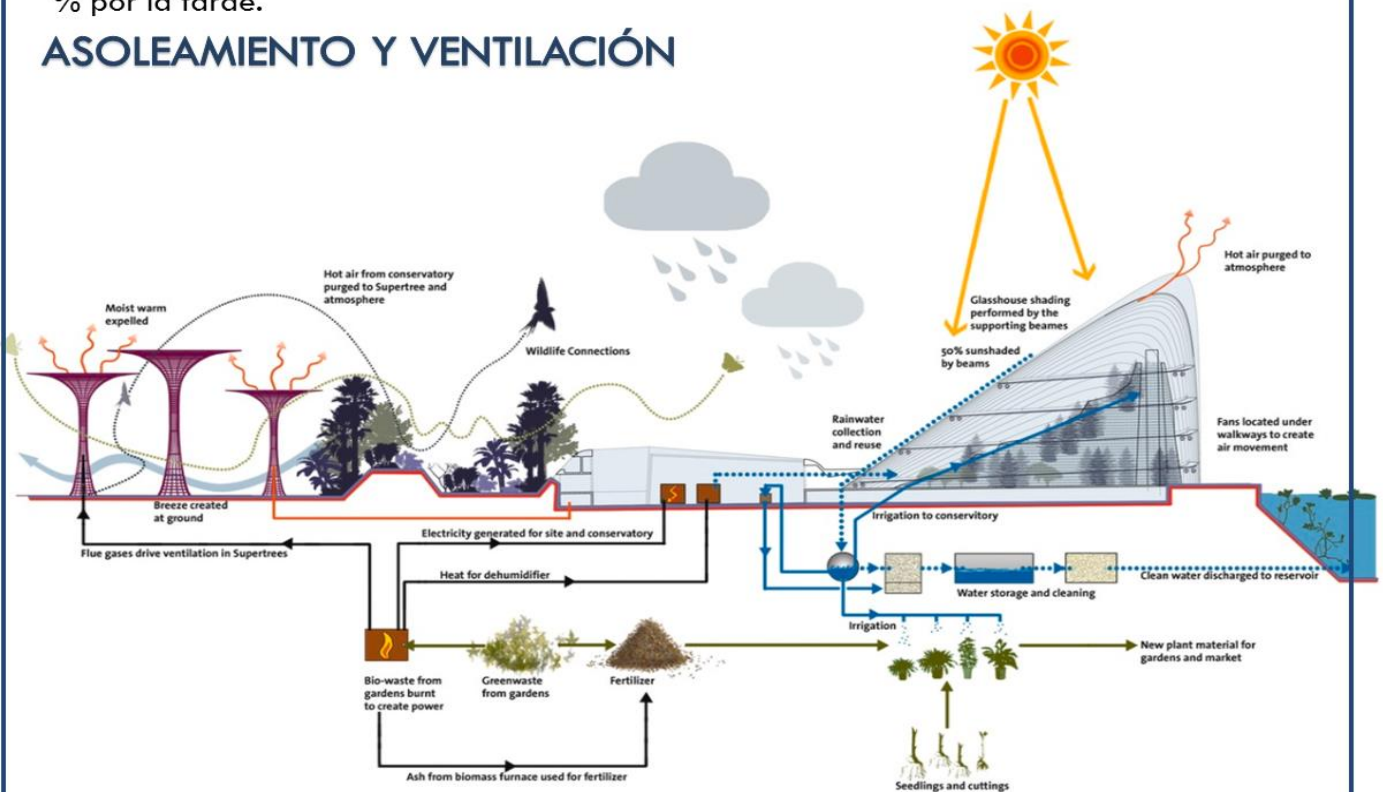 % por la tarde.
ASOLEAMIENTO Y VENTILACIÓN
Hot air from conservatory
purged to Supertree and
atmosphere
Moist warm
expelled
Wildlife Connections
Hot air purged to
atmosphere
Glasshouse shading
performed by the
supporting beames
50% sunshaded
by beams
Rainwater
collection
and reuse
Fans located under
walkways to create
air movement
Breeze created
at ground
Irrigation to conservitory
Flue gases drive ventilation in Supertrees
Electricity generated for site and conservatory
Heat for dehumidifier
Clean water discharged to reservoir
Water storage and cleaning
Irrigation
New plant material for
gardens and market
Bio-waste from
gardens burnt
to create power
Greenwaste
from gardens
Fertilizer
Ash from biomass furnace used for fertilizer
Seedlings and cuttings